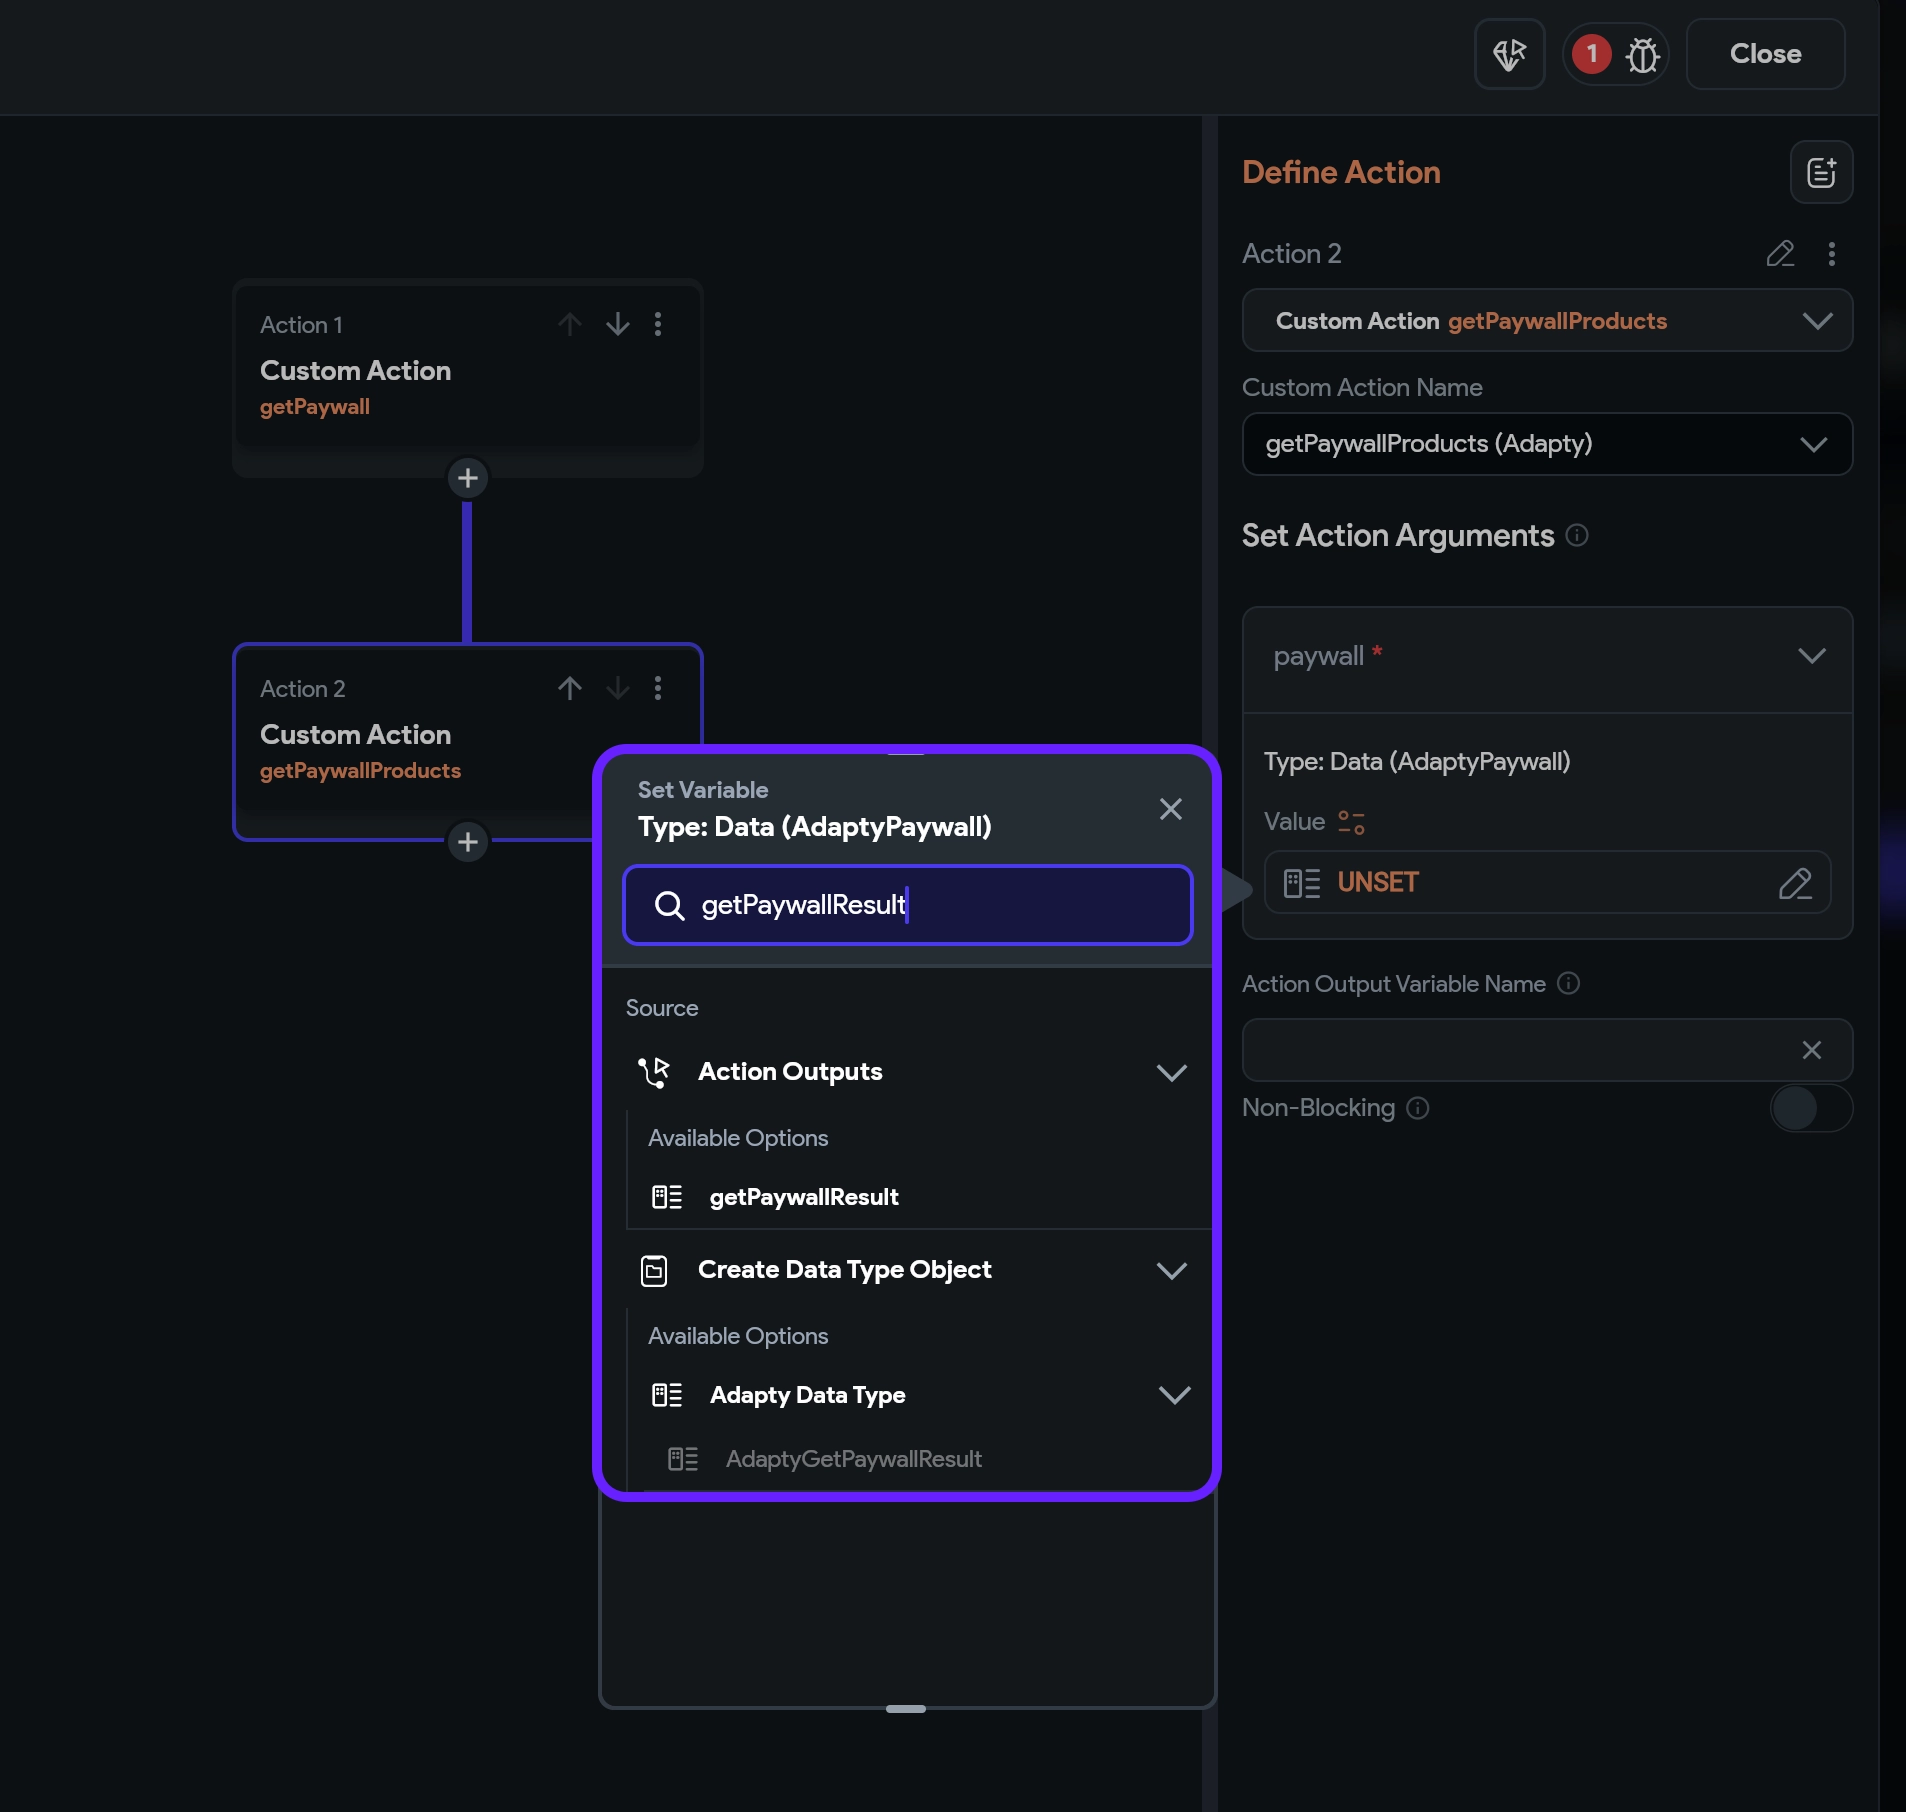 1
Close
Define Action
Action 2
Custom Action getPaywallProducts
Custom Action Name
getPaywallProducts (Adapty)
Set Action Arguments
paywall *
Type: Data (AdaptyPaywall)
Value
UNSET
Action Output Variable Name
Non-Blocking
Action 1
Custom Action
getPaywall
Action 2
Custom Action
getPaywallProducts
Set Variable
Type: Data (AdaptyPaywall)
getPaywallResult
Source
Action Outputs
Available Options
getPaywallResult
Create Data Type Object
Available Options
Adapty Data Type
AdaptyGetPaywallResult